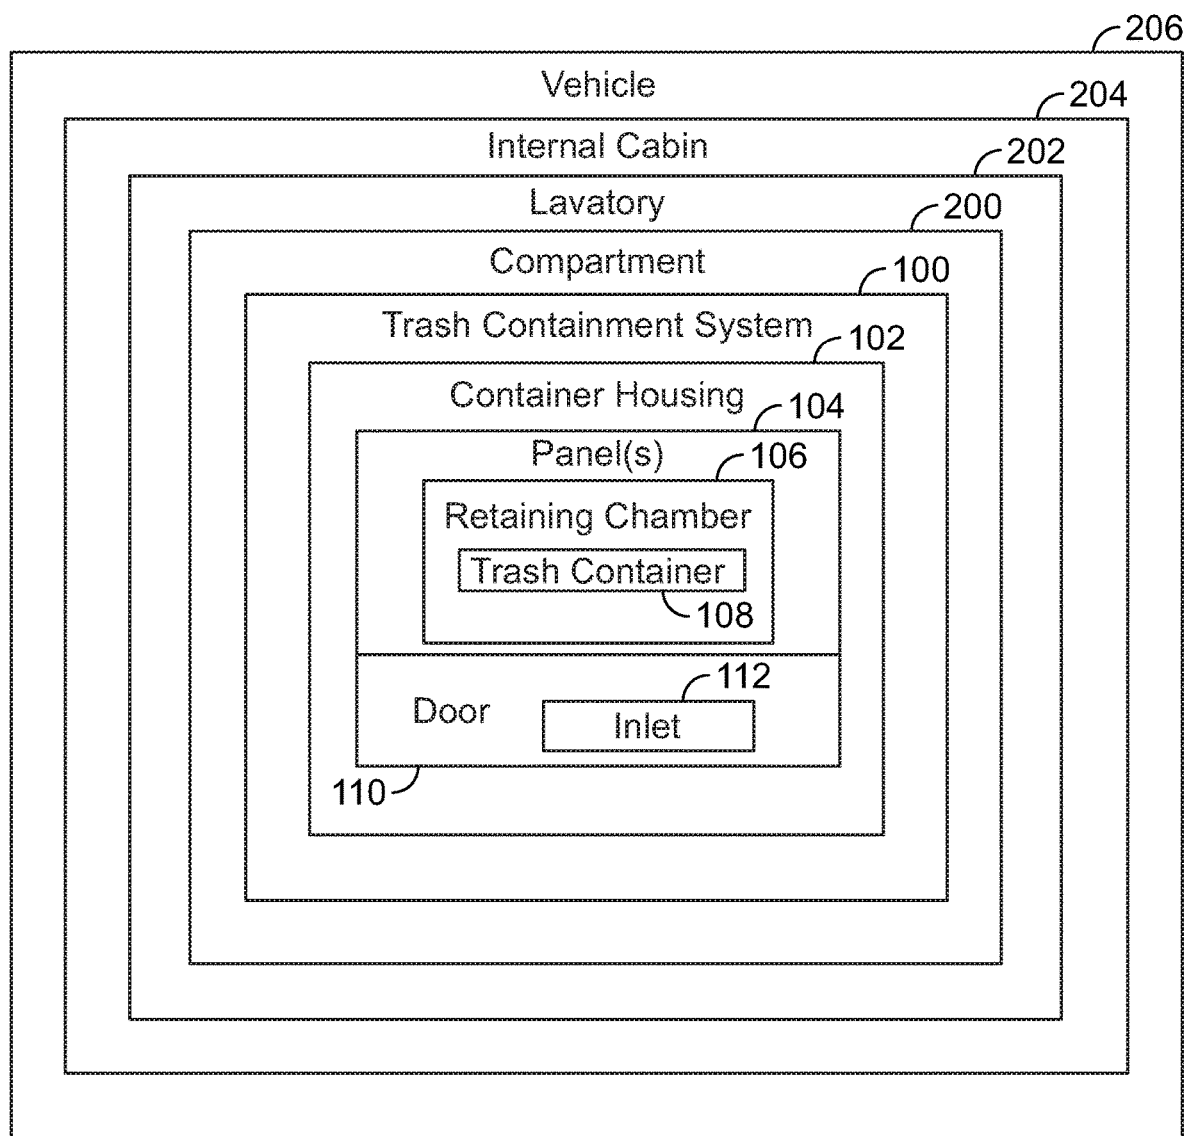 206
Vehicle
204
Internal Cabin
202
Lavatory
200
Compartment
100
Trash Containment System
102
Container Housing
104
Panel(s)
106
Retaining Chamber
Trash Container
108
112
Door
Inlet
110